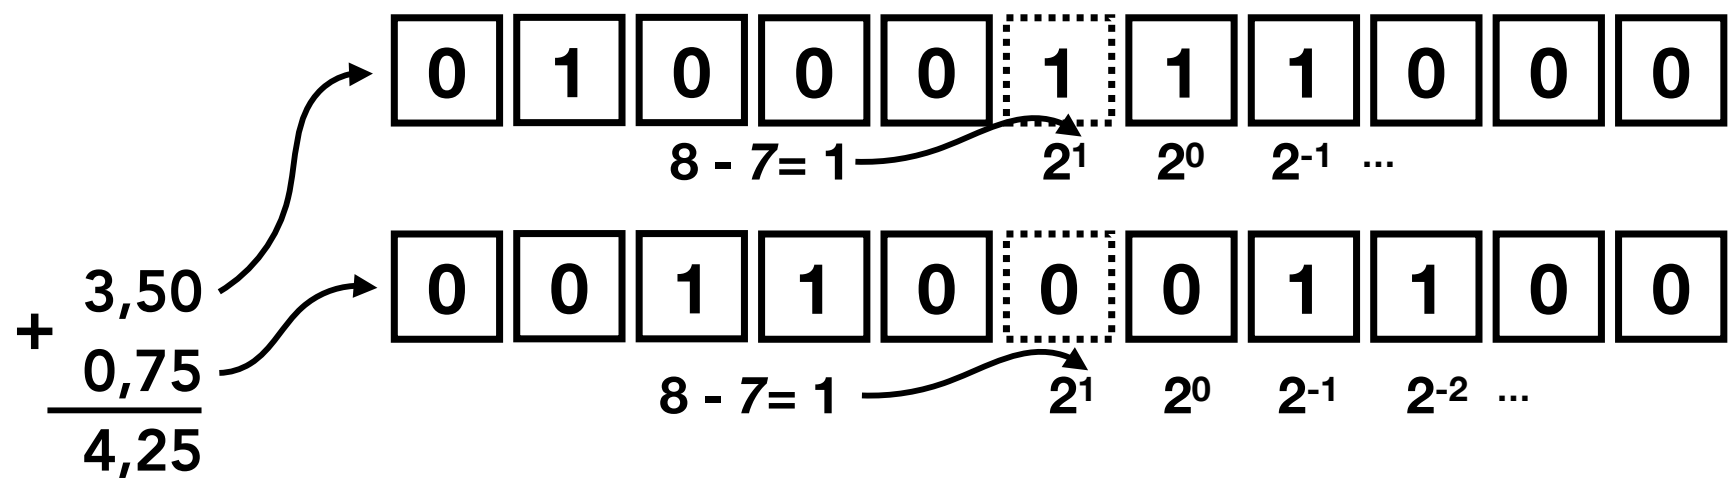 0 1 0 0 0 1 1 1 0 0 0
8 - 7= 1 2¹ 2⁰ 2⁻¹ ...
0 0 1 1 0 0 0 1 1 0 0
8 - 7= 1 2¹ 2⁰ 2⁻¹ 2⁻² ...
3,50
+
0,75
4,25